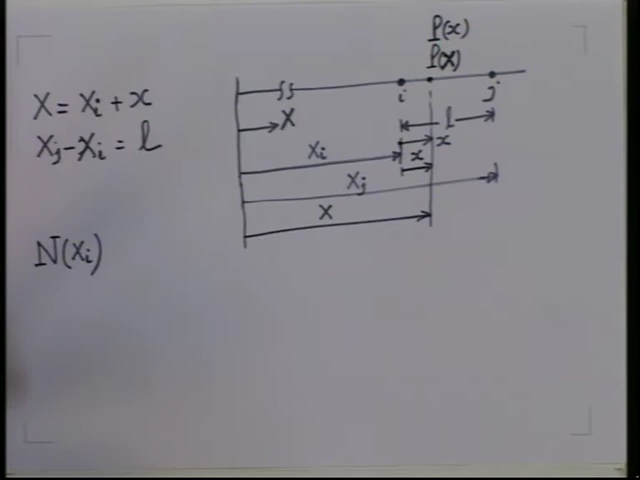 P(x)
P(X)
i
j
X = Xi + x
Xj - Xi = l
X
l
x
Xi
x
Xj
X
N(Xi)